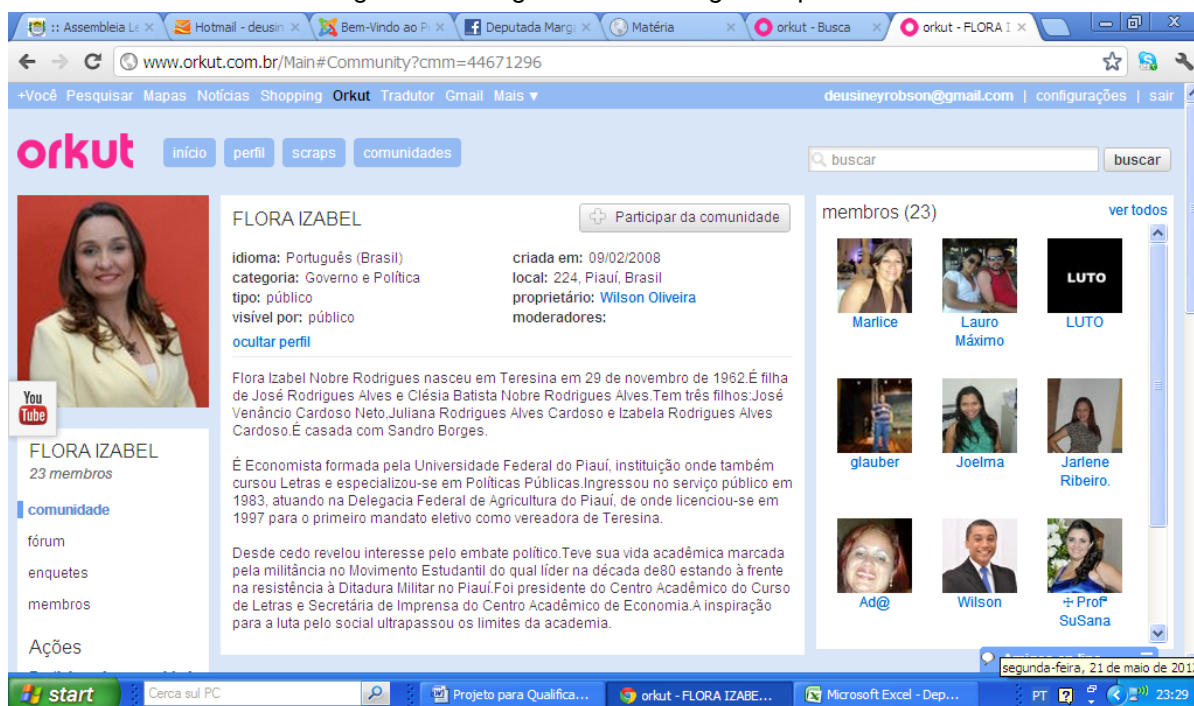 :: Assembleia Le
Hotmail - deusin
Bem-Vindo ao P
Deputada Marg
Matéria
orkut - Busca
orkut - FLORA I
www.orkut.com.br/Main#Community?cmm=44671296
+Você Pesquisar Mapas Notícias Shopping Orkut Tradutor Gmail Mais ▼
deusineyrobson@gmail.com | configurações | sair
orkut
início
perfil
scraps
comunidades
buscar
buscar
FLORA IZABEL
Participar da comunidade
idioma: Português (Brasil)
categoria: Governo e Política
tipo: público
visível por: público
ocultar perfil
criada em: 09/02/2008
local: 224, Piauí, Brasil
proprietário: Wilson Oliveira
moderadores:
Flora Izabel Nobre Rodrigues nasceu em Teresina em 29 de novembro de 1962.É filha
de José Rodrigues Alves e Clésia Batista Nobre Rodrigues Alves.Tem três filhos:José
Venâncio Cardoso Neto,Juliana Rodrigues Alves Cardoso e Izabela Rodrigues Alves
Cardoso.É casada com Sandro Borges.
É Economista formada pela Universidade Federal do Piauí, instituição onde também
cursou Letras e especializou-se em Políticas Públicas.Ingressou no serviço público em
1983, atuando na Delegacia Federal de Agricultura do Piauí, de onde licenciou-se em
1997 para o primeiro mandato eletivo como vereadora de Teresina.
Desde cedo revelou interesse pelo embate político.Teve sua vida acadêmica marcada
pela militância no Movimento Estudantil do qual líder na década de80 estando à frente
na resistência à Ditadura Militar no Piauí.Foi presidente do Centro Acadêmico do Curso
de Letras e Secretária de Imprensa do Centro Acadêmico de Economia.A inspiração
para a luta pelo social ultrapassou os limites da academia.
You
Tube
FLORA IZABEL
23 membros
comunidade
fórum
enquetes
membros
Ações
membros (23)
ver todos
LUTO
Marlice
Lauro
Máximo
LUTO
glauber
Joelma
Jarlene
Ribeiro.
Ad@
Wilson
÷ Profª
SuSana
segunda-feira, 21 de maio de 201
start
Cerca sul PC
Projeto para Qualifica...
orkut - FLORA IZABE...
Microsoft Excel - Dep...
PT
23:29